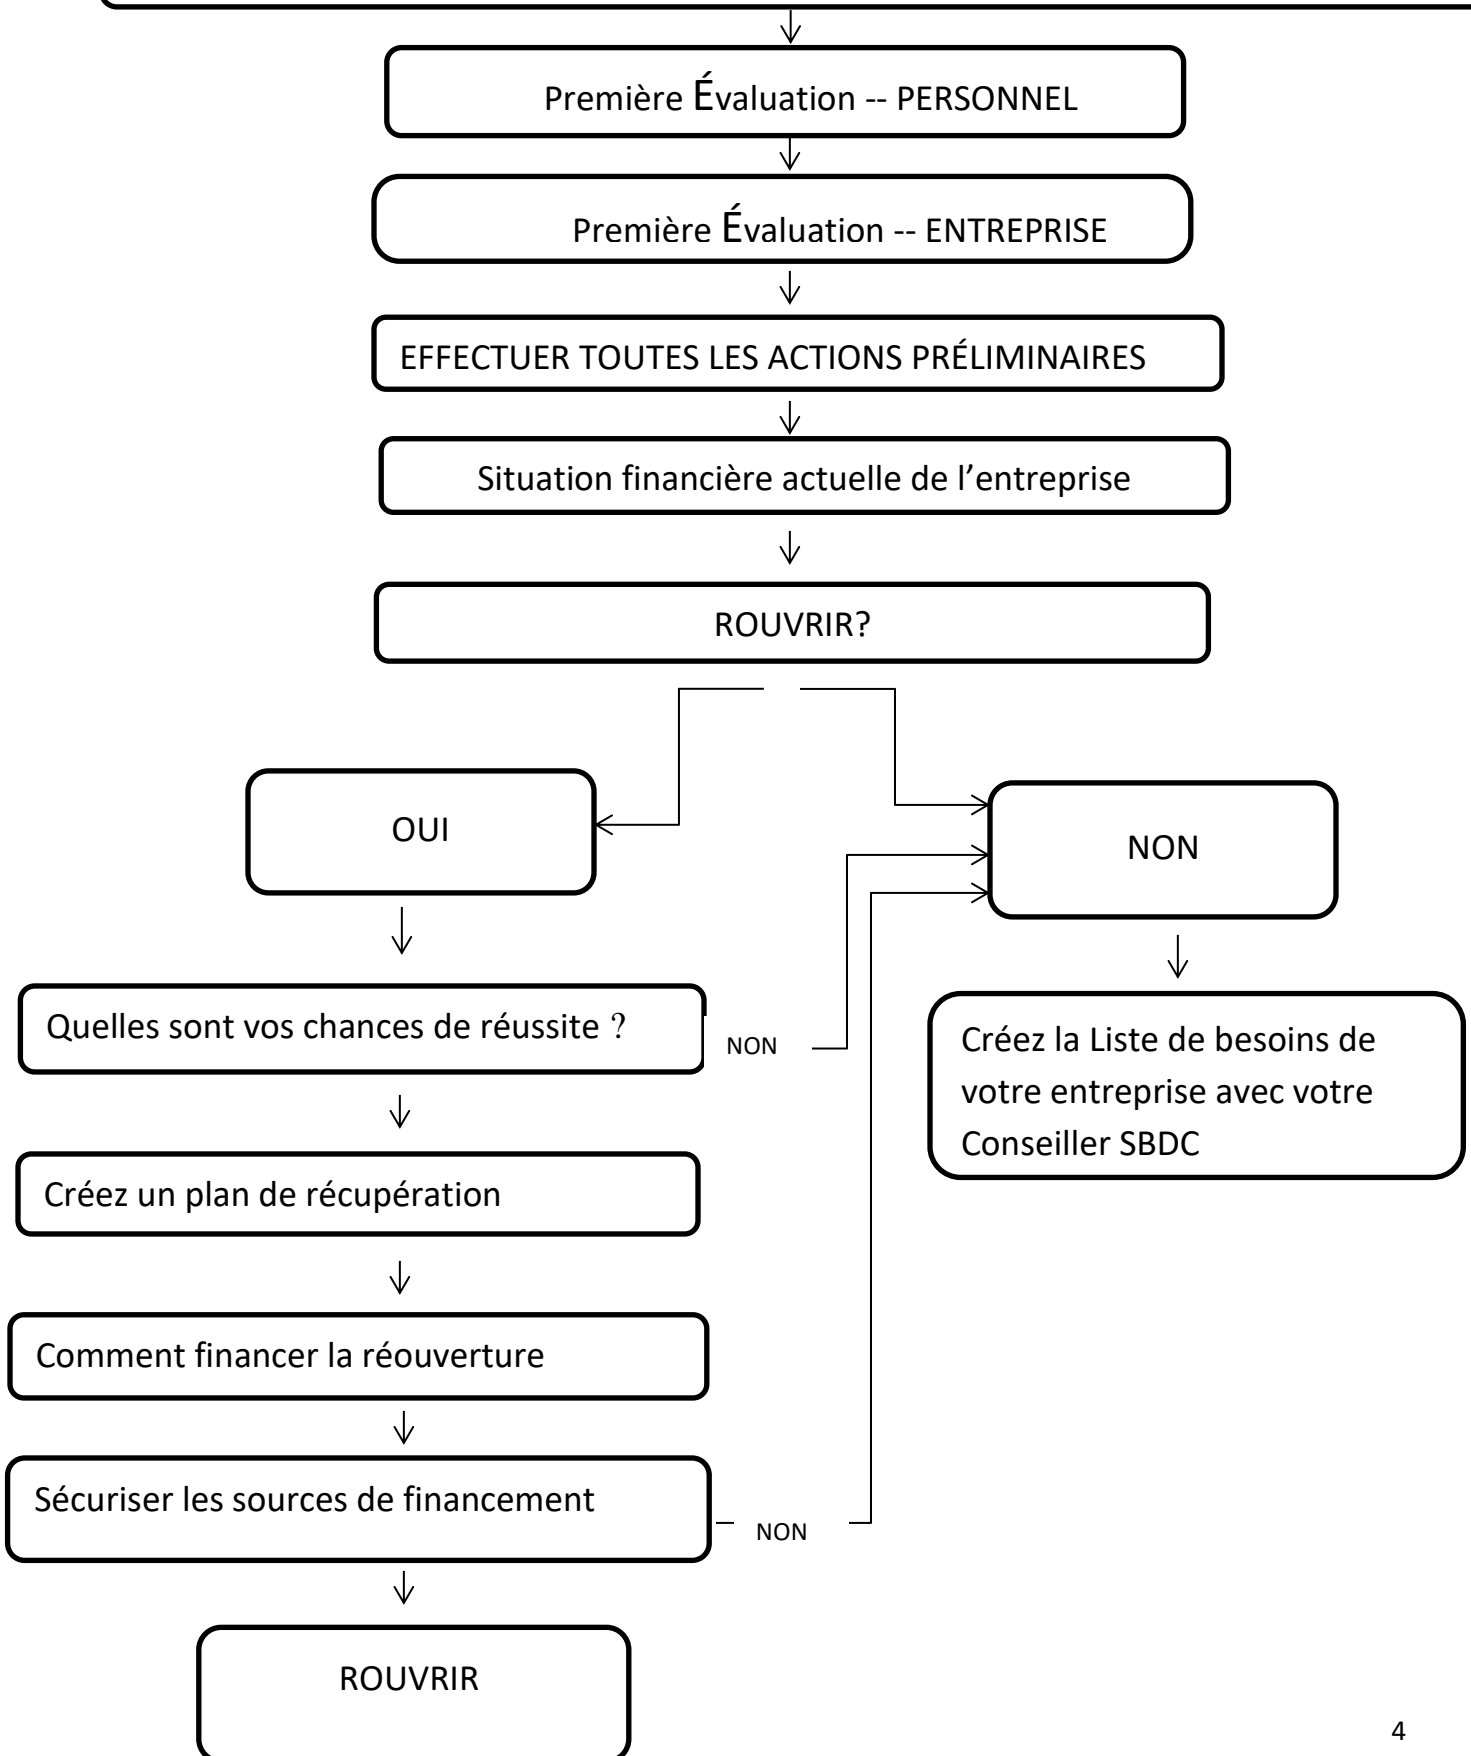 Première Évaluation -- PERSONNEL
Première Évaluation -- ENTREPRISE
EFFECTUER TOUTES LES ACTIONS PRÉLIMINAIRES
Situation financière actuelle de l’entreprise
ROUVRIR?
OUI
NON
Quelles sont vos chances de réussite ?
NON
Créez la Liste de besoins de
votre entreprise avec votre
Conseiller SBDC
Créez un plan de récupération
Comment financer la réouverture
Sécuriser les sources de financement
NON
ROUVRIR
4